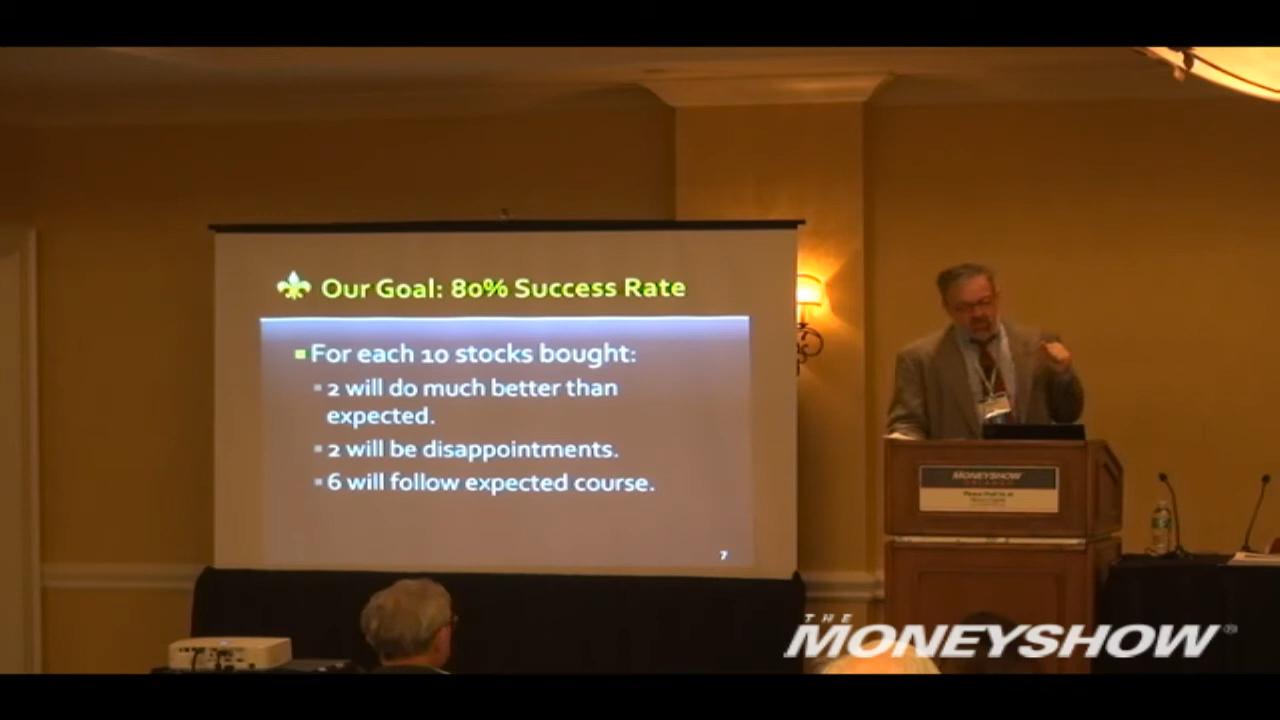 Our Goal: 80% Success Rate
For each 10 stocks bought:
2 will do much better than
expected.
2 will be disappointments.
6 will follow expected course.
7
MONEYSHOW
ORLANDO
THE
MONEYSHOW®